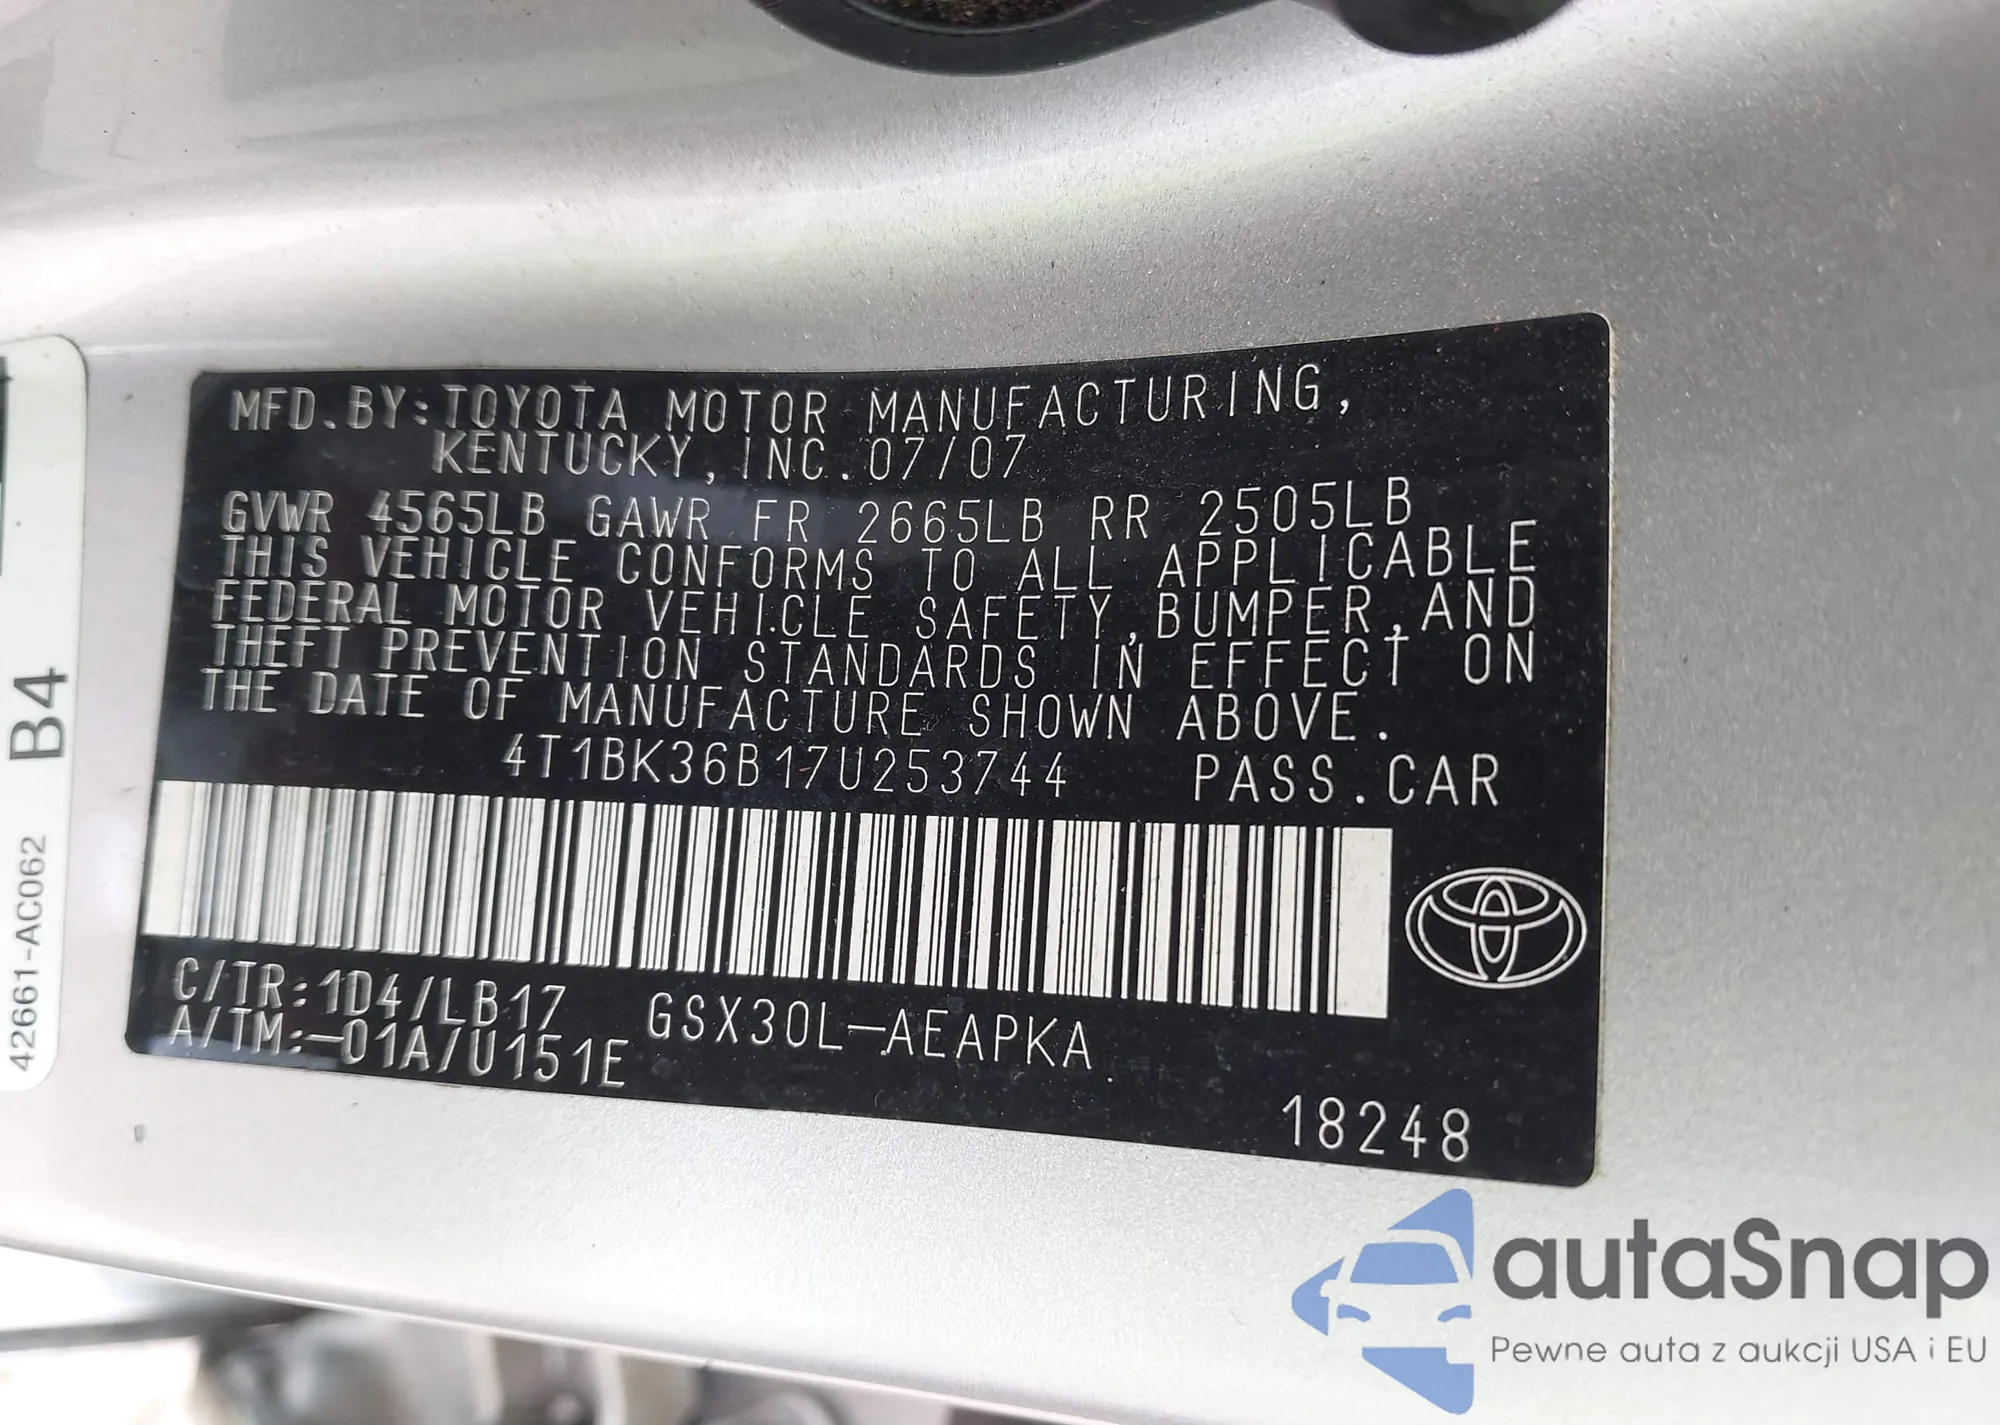 MFD.BY:TOYOTA MOTOR MANUFACTURING,
KENTUCKY,INC.07/07
GVWR 4565LB GAWR FR 2665LB RR 2505LB
THIS VEHICLE CONFORMS TO ALL APPLICABLE
FEDERAL MOTOR VEHICLE SAFETY,BUMPER,AND
THEFT PREVENTION STANDARDS IN EFFECT ON
THE DATE OF MANUFACTURE SHOWN ABOVE.
4T1BK36B17U253744 PASS.CAR
C/TR:1D4/LB17 GSX30L-AEAPKA
A/TM:-01A/U151E
18248
B4
42661-AC062
autaSnap
Pewne auta z aukcji USA i EU